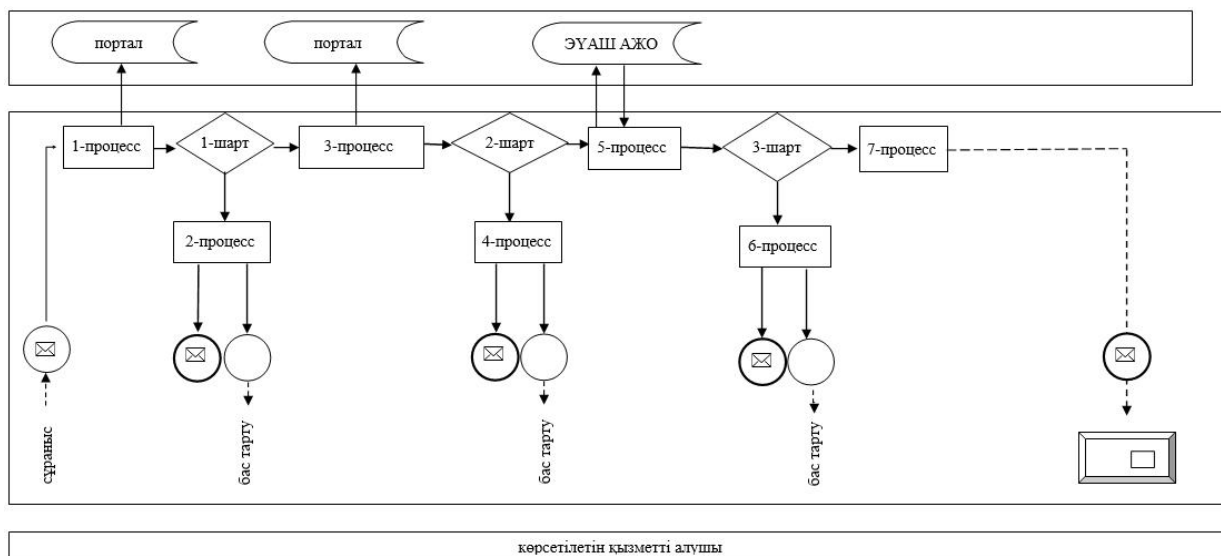 портал
портал
ЭҮАШ АЖО
1-процесс
1-шарт
3-процесс
2-шарт
5-процесс
3-шарт
7-процесс
2-процесс
4-процесс
6-процесс
сұраныс
бас тарту
бас тарту
бас тарту
көрсетілетін қызметті алушы